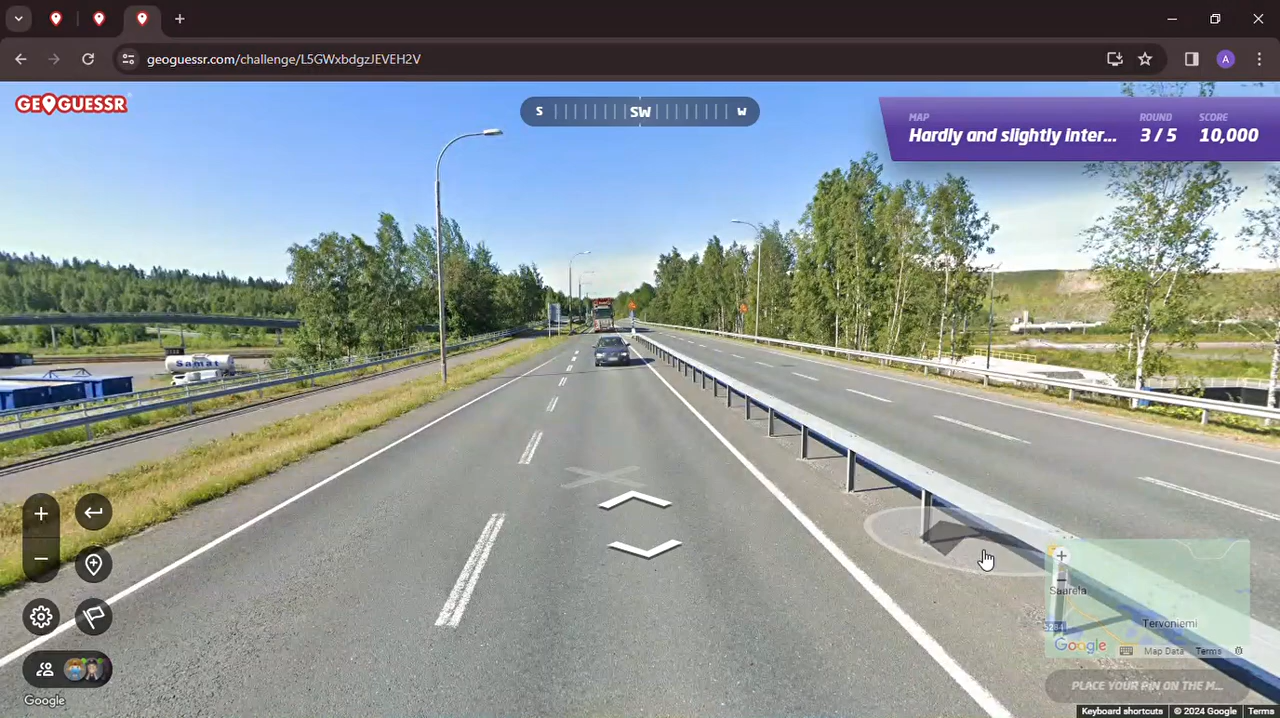 geoguessr.com/challenge/L5GWxbdgzJEVEH2V
A
GEOGUESSR
S
SW
W
MAP
Hardly and slightly inter...
ROUND
3 / 5
SCORE
10,000
Samat
Saarela
Tervoniemi
Google
Map Data
Terms
PLACE YOUR PIN ON THE M...
Google
Keyboard shortcuts
© 2024 Google
Terms